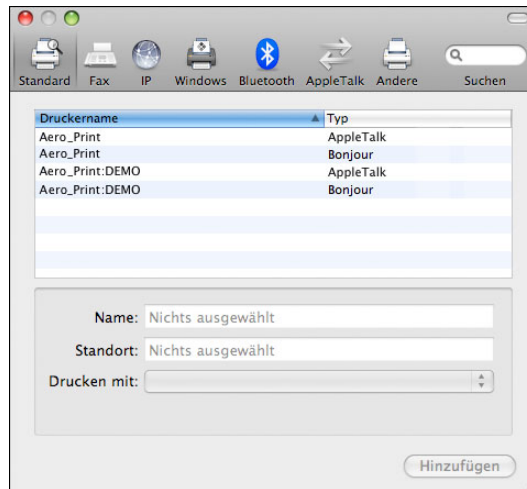 Standard Fax IP Windows Bluetooth AppleTalk Andere Suchen
Druckername Typ
Aero_Print AppleTalk
Aero_Print Bonjour
Aero_Print:DEMO AppleTalk
Aero_Print:DEMO Bonjour
Name: Nichts ausgewählt
Standort: Nichts ausgewählt
Drucken mit:
Hinzufügen